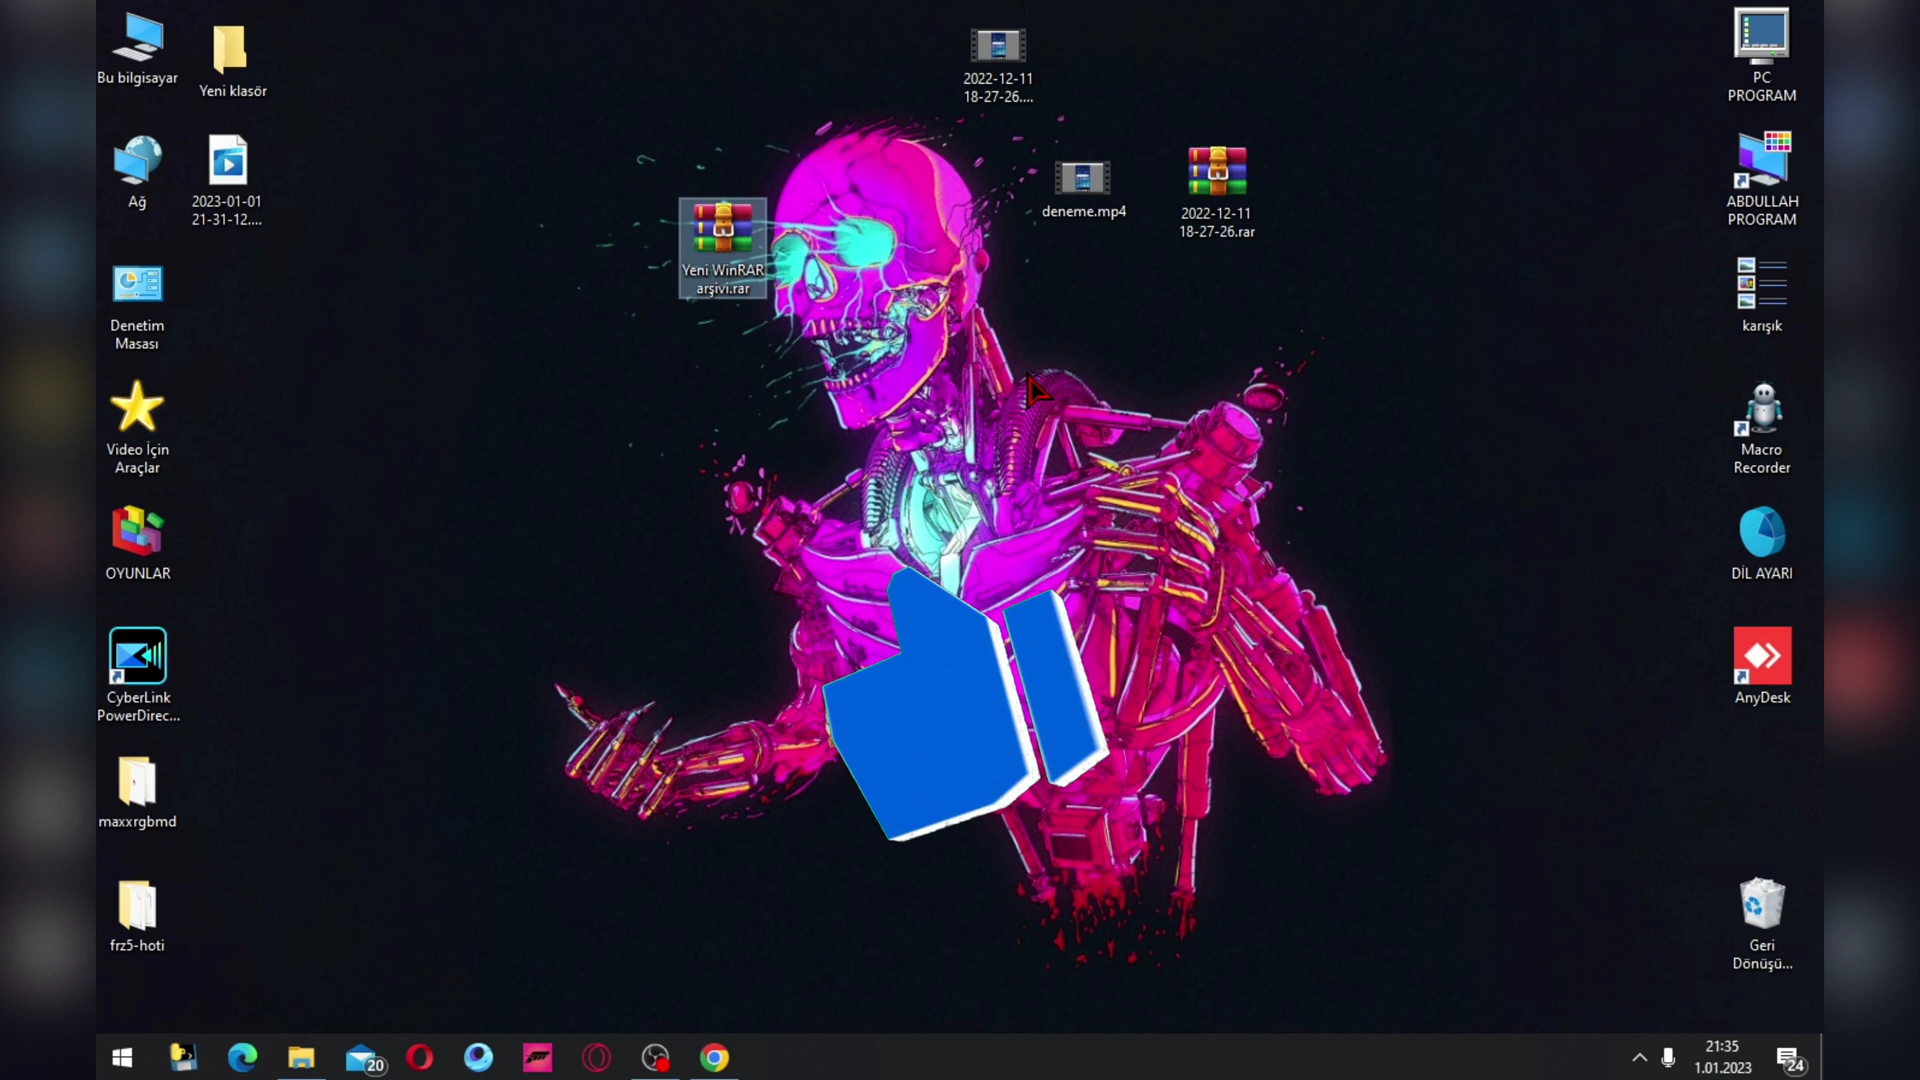 Bu bilgisayar
Yeni klasör
Ağ
2023-01-01
21-31-12....
Denetim
Masası
Video İçin
Araçlar
OYUNLAR
CyberLink
PowerDirec...
maxxrgbmd
frz5-hoti
2022-12-11
18-27-26....
deneme.mp4
2022-12-11
18-27-26.rar
Yeni WinRAR
arşivi.rar
PC
PROGRAM
ABDULLAH
PROGRAM
karışık
Macro
Recorder
DİL AYARI
AnyDesk
Geri
Dönüşü...
20
21:35
1.01.2023
24